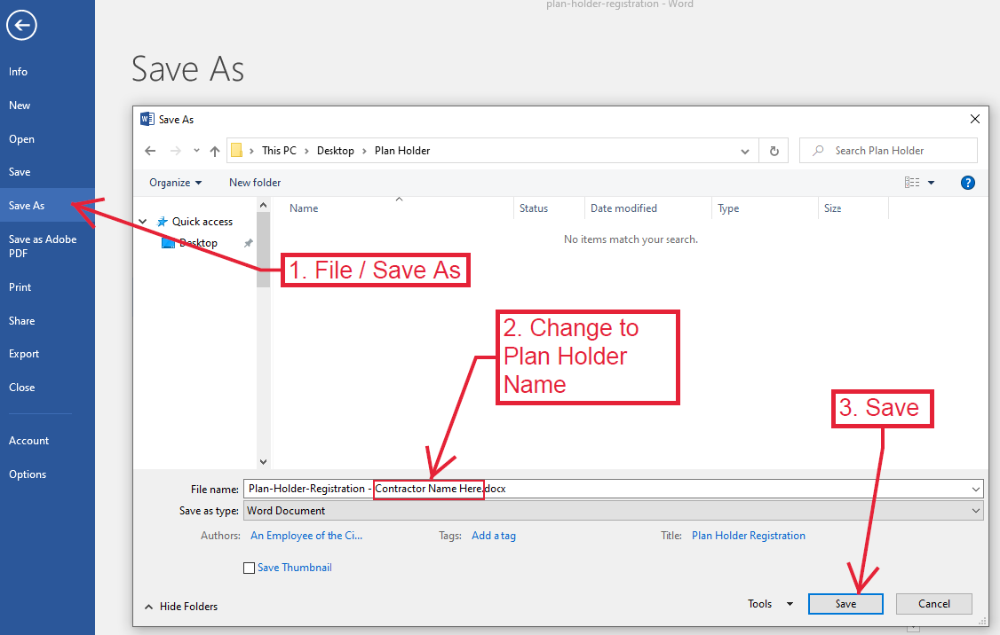 plan-holder-registration - Word
Info
New
Open
Save
Save As
Save as Adobe
PDF
Print
Share
Export
Close
Account
Options
Save As
Save As
This PC > Desktop > Plan Holder
Search Plan Holder
Organize
New folder
?
Quick access
Desktop
Name
Status
Date modified
Type
Size
No items match your search.
1. File / Save As
2. Change to
Plan Holder
Name
3. Save
File name: Plan-Holder-Registration - Contractor Name Here.docx
Save as type: Word Document
Authors: An Employee of the Ci...
Tags: Add a tag
Title: Plan Holder Registration
Save Thumbnail
Hide Folders
Tools
Save
Cancel